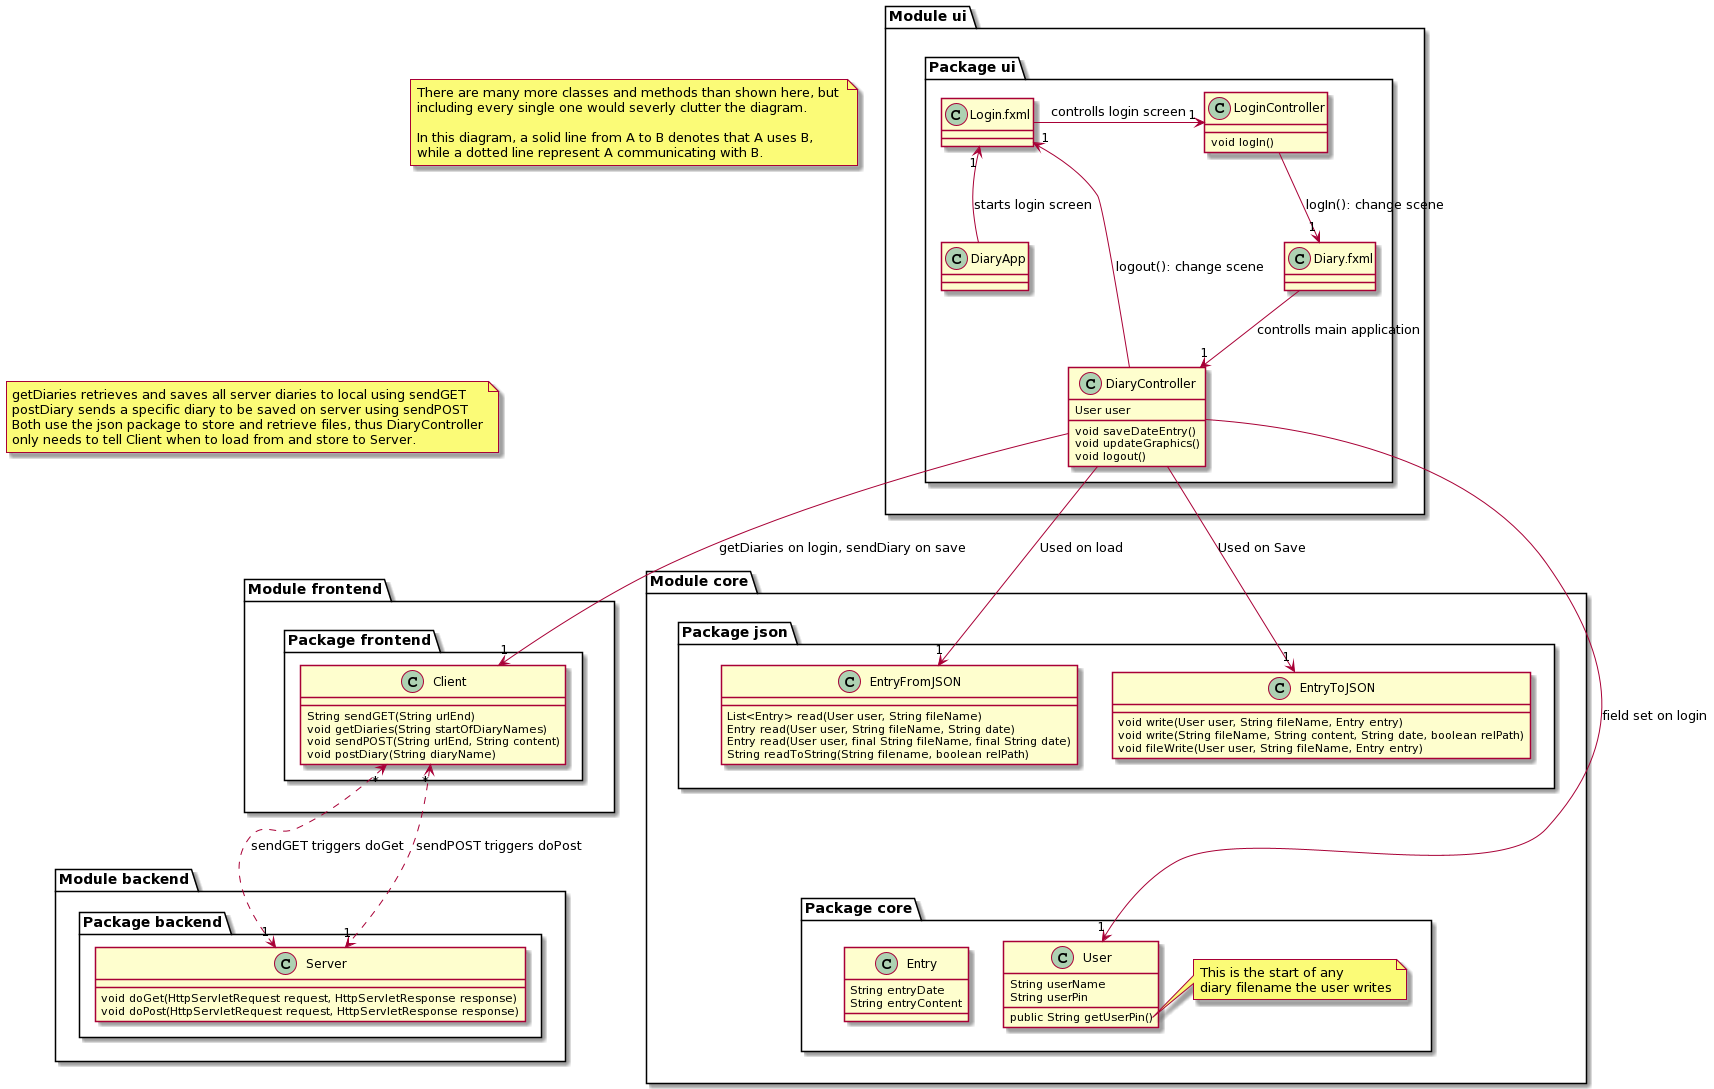 Module ui
Package ui
There are many more classes and methods than shown here, but
including every single one would severly clutter the diagram.
In this diagram, a solid line from A to B denotes that A uses B,
while a dotted line represent A communicating with B.
C Login.fxml
controlls login screen
1
C LoginController
void logIn()
1
1
starts login screen
logIn(): change scene
1
C DiaryApp
logout(): change scene
C Diary.fxml
controlls main application
1
C DiaryController
User user
void saveDateEntry()
void updateGraphics()
void logout()
getDiaries retrieves and saves all server diaries to local using sendGET
postDiary sends a specific diary to be saved on server using sendPOST
Both use the json package to store and retrieve files, thus DiaryController
only needs to tell Client when to load from and store to Server.
getDiaries on login, sendDiary on save
Used on load
Used on Save
field set on login
Module frontend
Package frontend
1
C Client
String sendGET(String urlEnd)
void getDiaries(String startOfDiaryNames)
void sendPOST(String urlEnd, String content)
void postDiary(String diaryName)
Module core
Package json
1
C EntryFromJSON
List<Entry> read(User user, String fileName)
Entry read(User user, String fileName, String date)
Entry read(User user, final String fileName, final String date)
String readToString(String filename, boolean relPath)
1
C EntryToJSON
void write(User user, String fileName, Entry entry)
void write(String fileName, String content, String date, boolean relPath)
void fileWrite(User user, String fileName, Entry entry)
*
*
sendGET triggers doGet
sendPOST triggers doPost
Module backend
Package backend
1
1
C Server
void doGet(HttpServletRequest request, HttpServletResponse response)
void doPost(HttpServletRequest request, HttpServletResponse response)
Package core
1
C Entry
String entryDate
String entryContent
C User
String userName
String userPin
public String getUserPin()
This is the start of any
diary filename the user writes